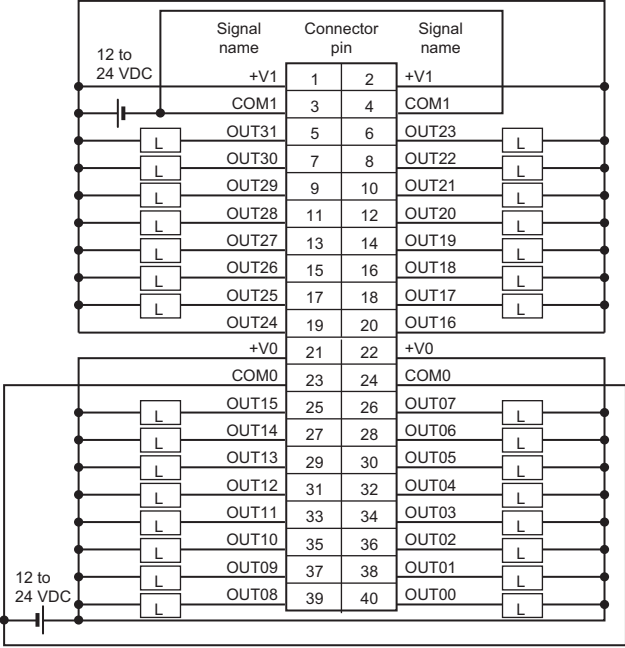 Signal name Connector pin Signal name
12 to 24 VDC
+V1 1 2 +V1
COM1 3 4 COM1
L OUT31 5 6 OUT23 L
L OUT30 7 8 OUT22 L
L OUT29 9 10 OUT21 L
L OUT28 11 12 OUT20 L
L OUT27 13 14 OUT19 L
L OUT26 15 16 OUT18 L
L OUT25 17 18 OUT17 L
OUT24 19 20 OUT16
+V0 21 22 +V0
COM0 23 24 COM0
L OUT15 25 26 OUT07 L
L OUT14 27 28 OUT06 L
L OUT13 29 30 OUT05 L
L OUT12 31 32 OUT04 L
L OUT11 33 34 OUT03 L
L OUT10 35 36 OUT02 L
L OUT09 37 38 OUT01 L
12 to 24 VDC
L OUT08 39 40 OUT00 L